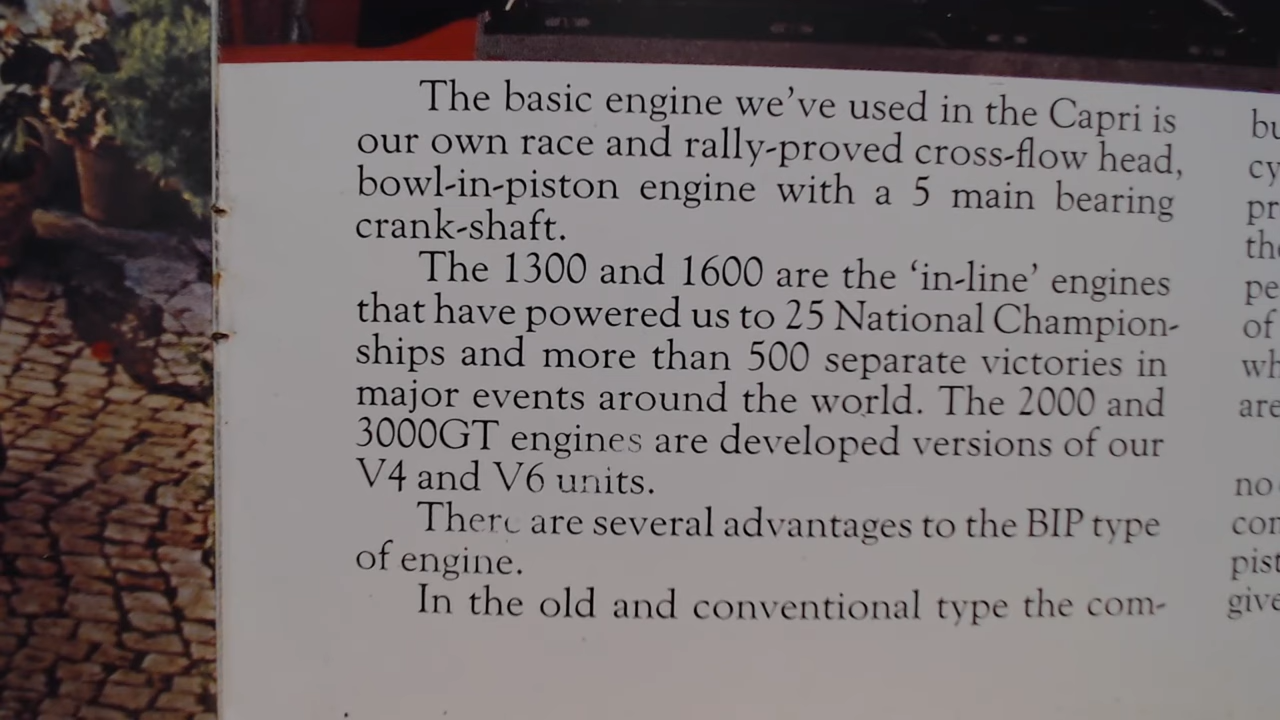 The basic engine we've used in the Capri is
our own race and rally-proved cross-flow head,
bowl-in-piston engine with a 5 main bearing
crank-shaft.
The 1300 and 1600 are the ‘in-line’ engines
that have powered us to 25 National Champion-
ships and more than 500 separate victories in
major events around the world. The 2000 and
3000GT engines are developed versions of our
V4 and V6 units.
There are several advantages to the BIP type
of engine.
In the old and conventional type the com-
of
are
no